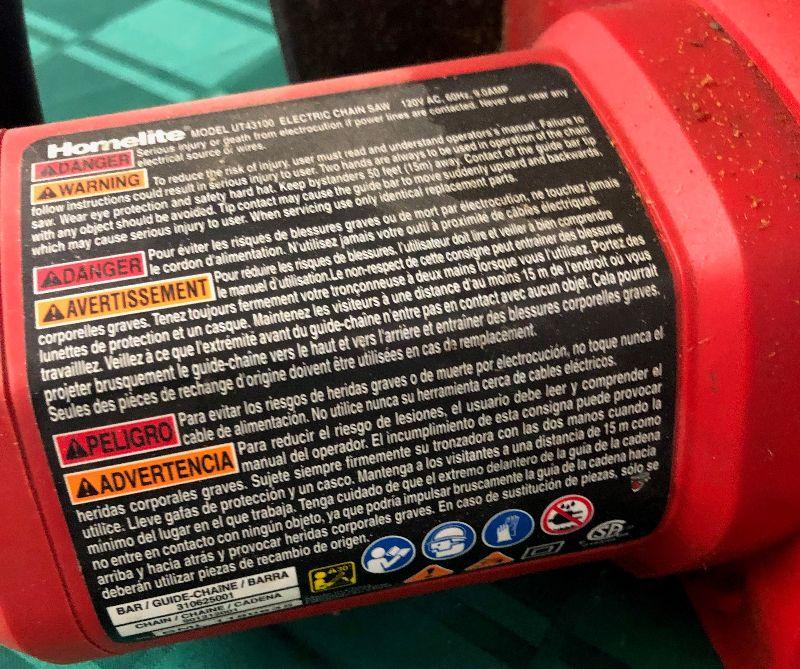 Homelite MODEL UT43100 ELECTRIC CHAIN SAW 120V AC, 60Hz, 9.0AMP
DANGER Serious injury or death from electrocution if power lines are contacted. Never use near any
electrical source & wires.
WARNING To reduce the risk of injury, user must read and understand operators's manual. Failure to
follow instructions could result in serious injury to user. Two hands are always to be used in operation of the chain
saw. Wear eye protection and safety hard hat. Keep bystanders 50 feet (15m) away. Contact of the guide bar tip
with any object should be avoided. Tip contact may cause the guide bar to move suddenly upward and backwards,
which may cause serious injury to user. When servicing use only identical replacement parts.
DANGER Pour éviter les risques de blessures graves ou de mort par electrocution, ne touchez jamais
le cordon d'alimentation. N'utilisez jamais votre outil à proximité de câbles électriques.
AVERTISSEMENT Pour réduire les risques de blessures, l'utilisateur doit lire et veiller à bien comprendre
le manuel d'utilisation.Le non-respect de cette consigne peut entraîner des blessures
corporelles graves. Tenez toujours fermement votre tronçonneuse à deux mains lorsque vous l'utilisez. Portez des
lunettes de protection et un casque. Maintenez les visiteurs à une distance d'au moins 15 m de l'endroit où vous
travailllez. Veillez à ce que l'extrêmité avant du guide-chaîne n'entre pas en contact avec aucun objet. Cela pourrait
projeter brusquement le guide-chaîne vers le haut et vers l'arrière et entraîner des blessures corporelles graves.
Seules des pièces de rechange d'origine doivent être utilisées en cas de remplacement.
PELIGRO Para evitar los riesgos de heridas graves o de muerte por electrocución, no toque nunca el
cable de alimentación. No utilice nunca su herramienta cerca de cables eléctricos.
ADVERTENCIA Para reducir el riesgo de lesiones, el usuario debe leer y comprender el
manual del operador. El incumplimiento de esta consigna puede provocar
heridas corporales graves. Sujete siempre firmemente su tronzadora con las dos manos cuando la
utilice. Lleve gafas de protección y un casco. Mantenga a los visitantes a una distancia de 15 m como
mínimo del lugar en el que trabaja. Tenga cuidado de que el extremo delantero de la guía de la cadena
no entre en contacto con ningún objeto, ya que podría impulsar bruscamente la guía de la cadena hacia
arriba y hacia atrás y provocar heridas corporales graves. En caso de sustitución de piezas, sólo se
deberán utilizar piezas de recambio de origen.
BAR / GUIDE-CHAÎNE / BARRA
310625001
CHAIN / CHAÎNE / CADENA